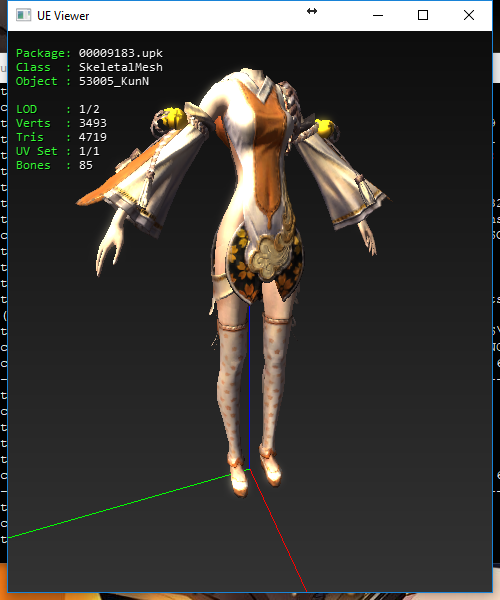 UE Viewer
Package: 00009183.upk
Class  : SkeletalMesh
Object : 53005_KunN
LOD    : 1/2
Verts  : 3493
Tris   : 4719
UV Set : 1/1
Bones  : 85